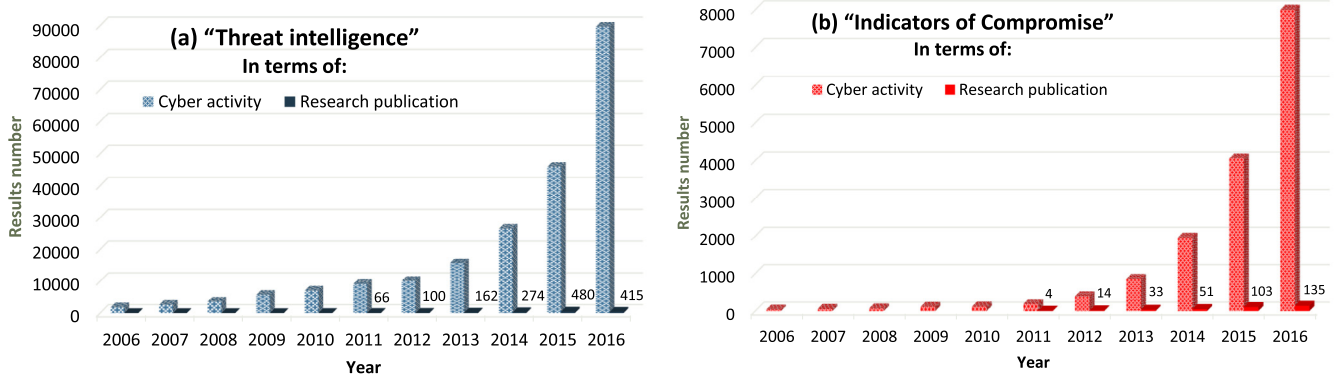 (a) “Threat intelligence”
In terms of:
Cyber activity
Research publication
Results number
90000
80000
70000
60000
50000
40000
30000
20000
10000
0
66
100
162
274
480
415
2006 2007 2008 2009 2010 2011 2012 2013 2014 2015 2016
Year
(b) “Indicators of Compromise”
In terms of:
Cyber activity
Research publication
Results number
8000
7000
6000
5000
4000
3000
2000
1000
0
4
14
33
51
103
135
2006 2007 2008 2009 2010 2011 2012 2013 2014 2015 2016
Year